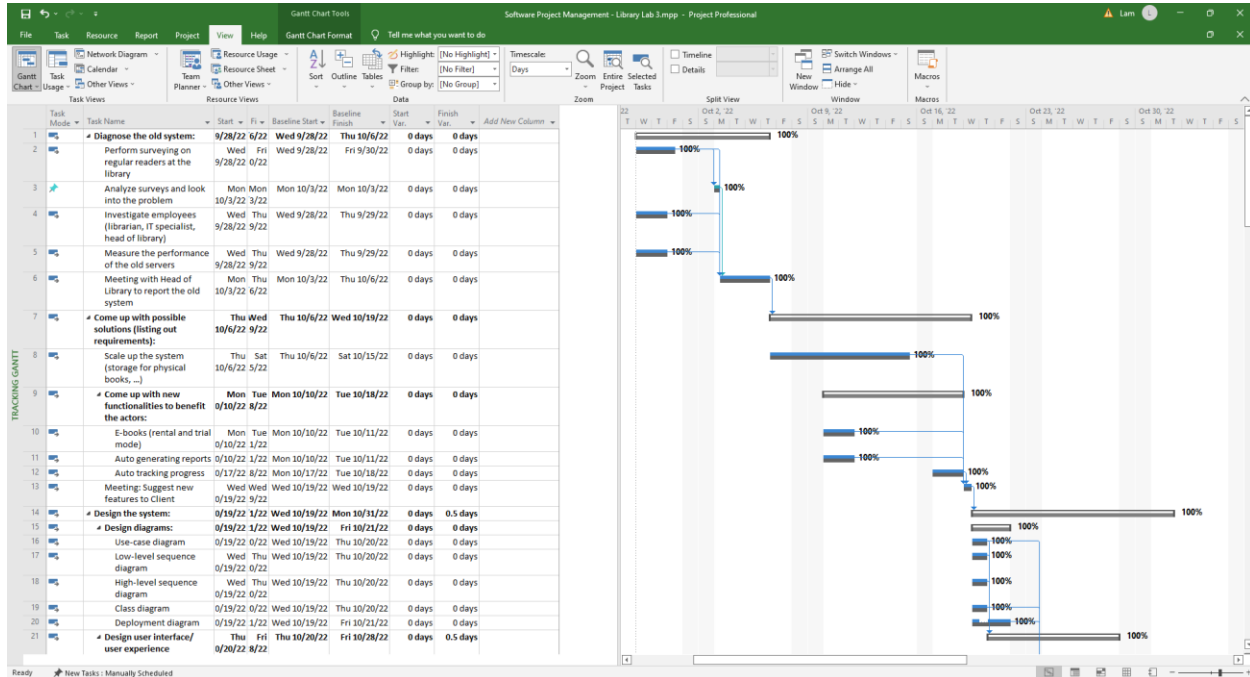 Gantt Chart Tools
Software Project Management - Library Lab 3.mpp - Project Professional
Lam
L
File Task Resource Report Project View Help Gantt Chart Format Tell me what you want to do
Gantt Chart
Task Usage
Network Diagram
Calendar
Other Views
Task Views
Team Planner
Resource Usage
Resource Sheet
Other Views
Resource Views
Sort Outline Tables
Highlight: [No Highlight]
Filter: [No Filter]
Group by: [No Group]
Data
Timescale:
Days
Zoom
Entire Project
Selected Tasks
Zoom
Timeline
Details
Split View
New Window
Switch Windows
Arrange All
Hide
Window
Macros
Macros
Task Mode Task Name Start Fi Baseline Start Baseline Finish Start Var. Finish Var. Add New Column
22 Oct 2, '22 Oct 9, '22 Oct 16, '22 Oct 23, '22 Oct 30, '22
T W T F S S M T W T F S S M T W T F S S M T W T F S S M T W T F S S M T W T F S
1 Diagnose the old system: 9/28/22 6/22 Wed 9/28/22 Thu 10/6/22 0 days 0 days 100%
2 Perform surveying on Wed Fri Wed 9/28/22 Fri 9/30/22 0 days 0 days 100%
regular readers at the 9/28/22 0/22
library
3 Analyze surveys and look Mon Mon Mon 10/3/22 Mon 10/3/22 0 days 0 days 100%
into the problem 10/3/22 3/22
4 Investigate employees Wed Thu Wed 9/28/22 Thu 9/29/22 0 days 0 days 100%
(librarian, IT specialist, 9/28/22 9/22
head of library)
5 Measure the performance Wed Thu Wed 9/28/22 Thu 9/29/22 0 days 0 days 100%
of the old servers 9/28/22 9/22
6 Meeting with Head of Mon Thu Mon 10/3/22 Thu 10/6/22 0 days 0 days 100%
Library to report the old 10/3/22 6/22
system
7 Come up with possible Thu Wed Thu 10/6/22 Wed 10/19/22 0 days 0 days 100%
solutions (listing out 10/6/22 9/22
requirements):
8 Scale up the system Thu Sat Thu 10/6/22 Sat 10/15/22 0 days 0 days 100%
(storage for physical 10/6/22 5/22
books, ...)
TRACKING GANTT
9 Come up with new Mon Tue Mon 10/10/22 Tue 10/18/22 0 days 0 days 100%
functionalities to benefit 0/10/22 8/22
the actors:
10 E-books (rental and trial Mon Tue Mon 10/10/22 Tue 10/11/22 0 days 0 days 100%
mode) 0/10/22 1/22
11 Auto generating reports 0/10/22 1/22 Mon 10/10/22 Tue 10/11/22 0 days 0 days 100%
12 Auto tracking progress 0/17/22 8/22 Mon 10/17/22 Tue 10/18/22 0 days 0 days 100%
13 Meeting: Suggest new Wed Wed Wed 10/19/22 Wed 10/19/22 0 days 0 days 100%
features to Client 0/19/22 9/22
14 Design the system: 0/19/22 1/22 Wed 10/19/22 Mon 10/31/22 0 days 0.5 days 100%
15 Design diagrams: 0/19/22 1/22 Wed 10/19/22 Fri 10/21/22 0 days 0 days 100%
16 Use-case diagram 0/19/22 0/22 Wed 10/19/22 Thu 10/20/22 0 days 0 days 100%
17 Low-level sequence Wed Thu Wed 10/19/22 Thu 10/20/22 0 days 0 days 100%
diagram 0/19/22 0/22
18 High-level sequence Wed Thu Wed 10/19/22 Thu 10/20/22 0 days 0 days 100%
diagram 0/19/22 0/22
19 Class diagram 0/19/22 0/22 Wed 10/19/22 Thu 10/20/22 0 days 0 days 100%
20 Deployment diagram 0/19/22 1/22 Wed 10/19/22 Fri 10/21/22 0 days 0 days 100%
21 Design user interface/ Thu Fri Thu 10/20/22 Fri 10/28/22 0 days 0.5 days 100%
user experience 0/20/22 8/22
Ready New Tasks : Manually Scheduled